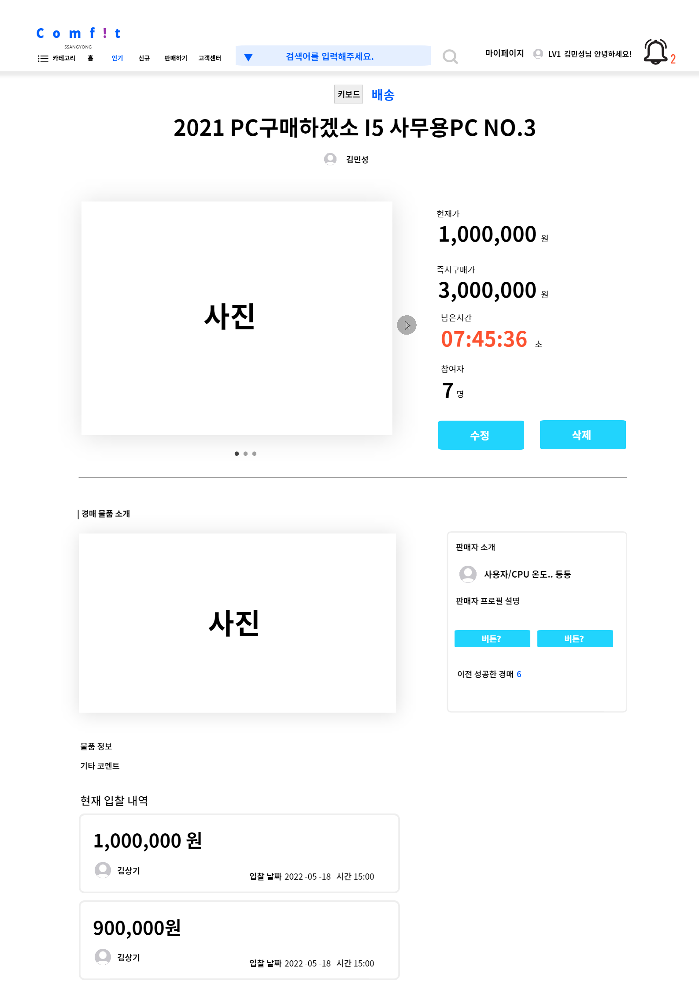 Comf!t
SSANGYONG
카테고리 홈 인기 신규 판매하기 고객센터
▼ 검색어를 입력해주세요.
마이페이지 LV1 김민성님 안녕하세요! 2
키보드 배송
2021 PC구매하겠소 I5 사무용PC NO.3
김민성
사진
현재가
1,000,000 원
즉시구매가
3,000,000 원
남은시간
07:45:36 초
참여자
7 명
수정 삭제
| 경매 물품 소개
사진
판매자 소개
사용자/CPU 온도.. 등등
판매자 프로필 설명
버튼? 버튼?
이전 성공한 경매 6
물품 정보
기타 코멘트
현재 입찰 내역
1,000,000 원
김상기
입찰 날짜 2022 -05 -18 시간 15:00
900,000원
김상기
입찰 날짜 2022 -05 -18 시간 15:00